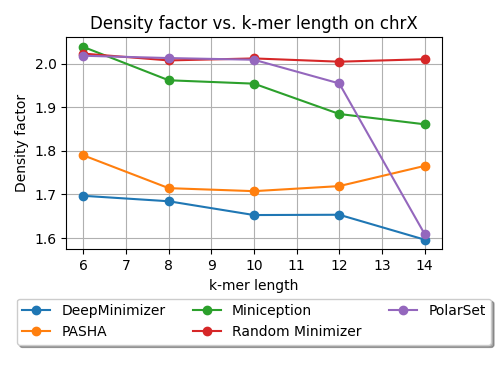 Density factor vs. k-mer length on chrX
Density factor
2.0
1.9
1.8
1.7
1.6
6 7 8 9 10 11 12 13 14
k-mer length
DeepMinimizer Miniception PolarSet
PASHA Random Minimizer